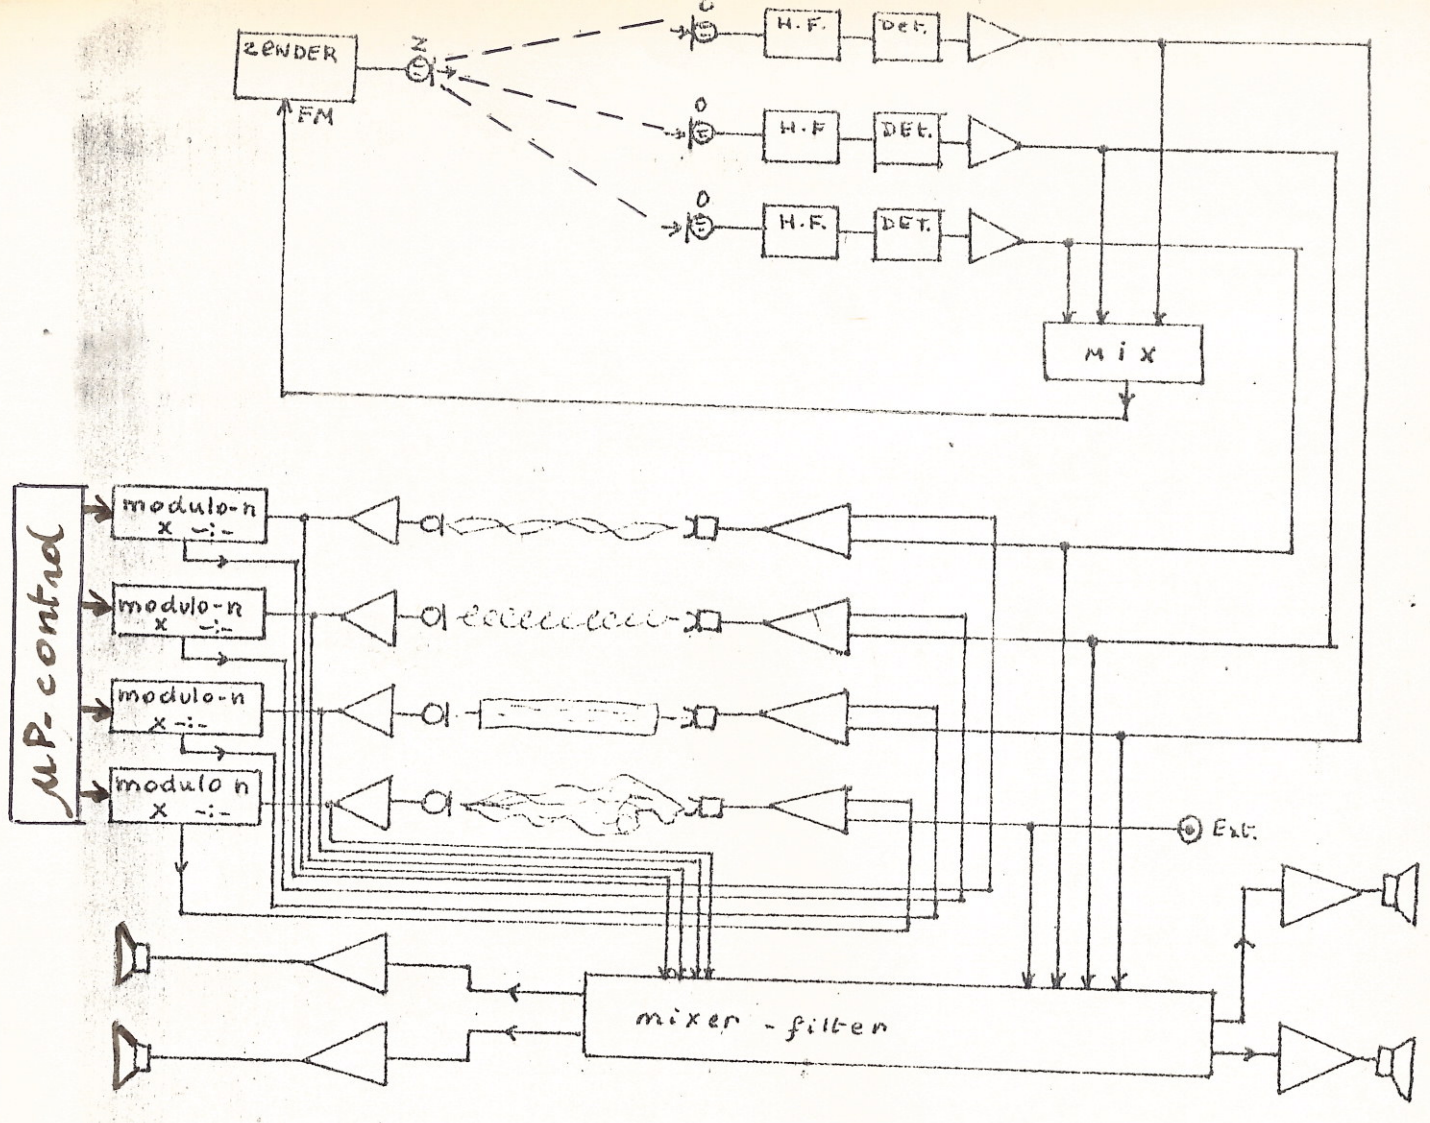 ZENDER
FM
Z
H.F.
Det.
O
H.F
DET.
O
H.F.
DET.
MIX
µP-control
modulo-n
x -:-
modulo-n
x -:-
modulo-n
x -:-
modulo n
x -:-
Ext.
mixer - filter